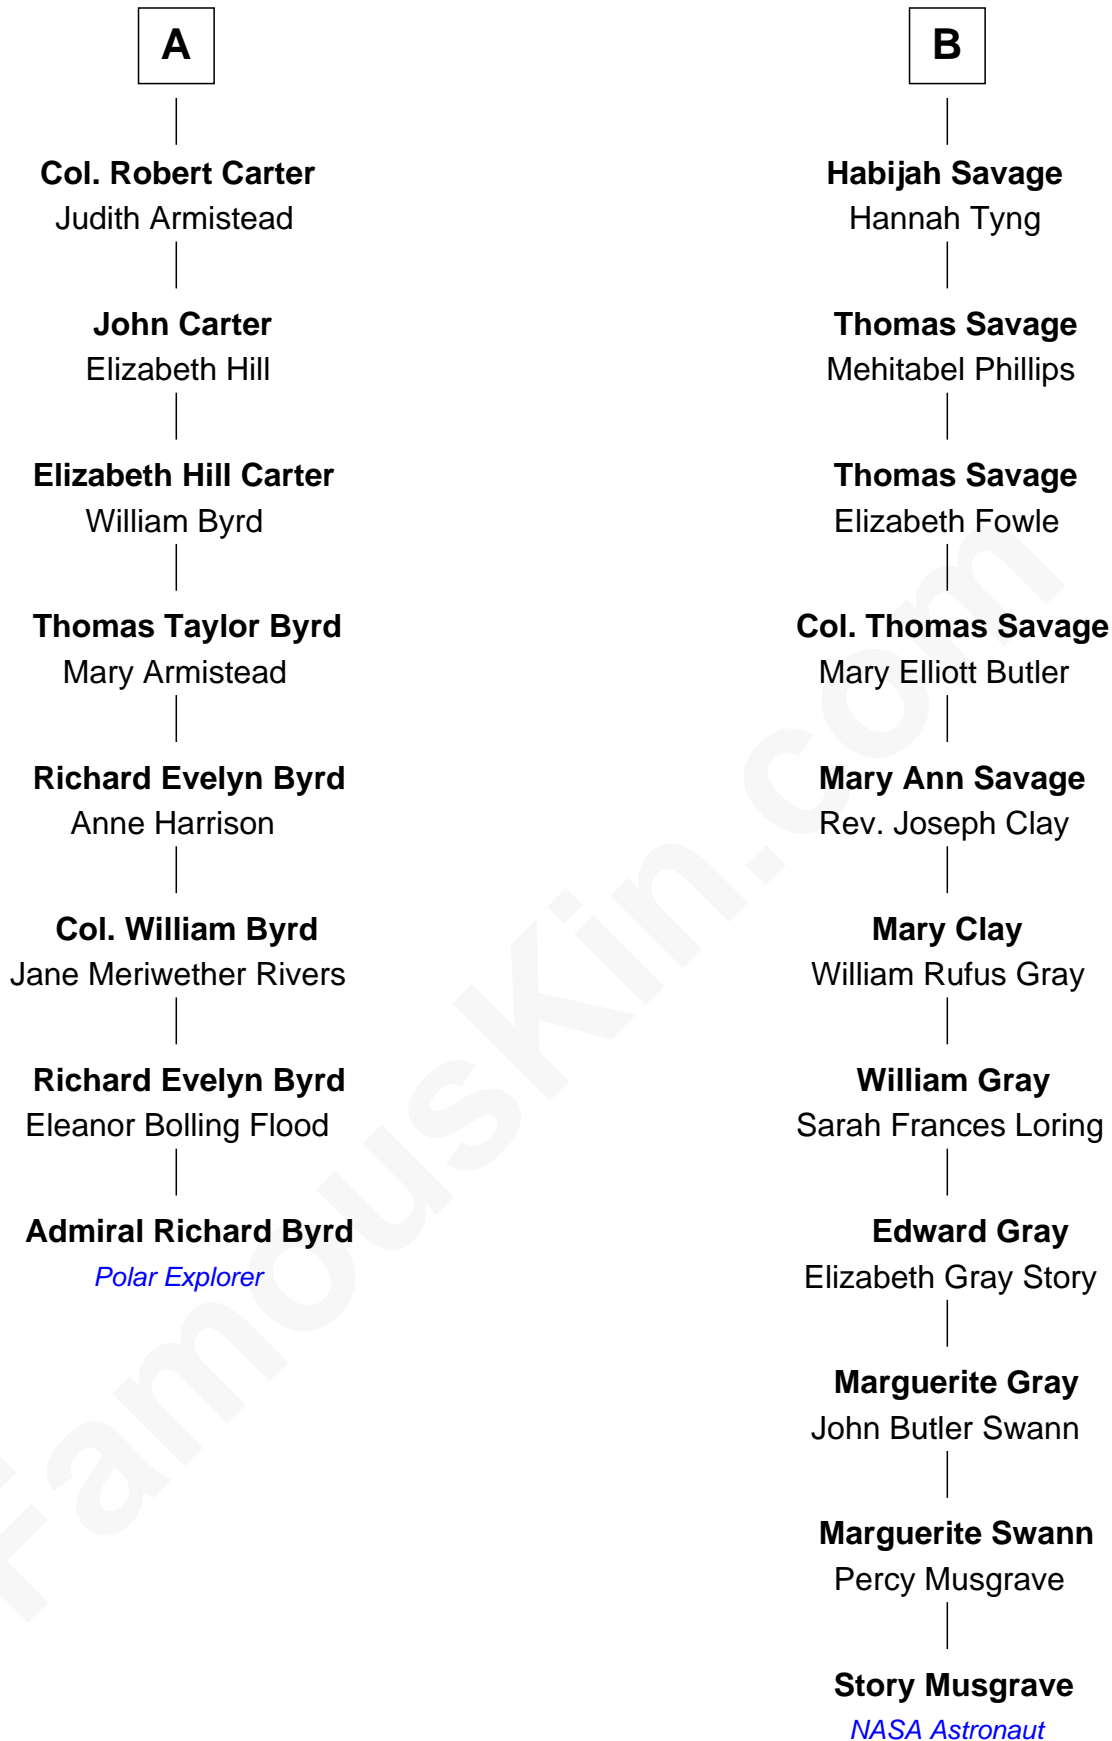 A
Col. Robert Carter
Judith Armistead
John Carter
Elizabeth Hill
Elizabeth Hill Carter
William Byrd
Thomas Taylor Byrd
Mary Armistead
Richard Evelyn Byrd
Anne Harrison
Col. William Byrd
Jane Meriwether Rivers
Richard Evelyn Byrd
Eleanor Bolling Flood
Admiral Richard Byrd
Polar Explorer
B
Habijah Savage
Hannah Tyng
Thomas Savage
Mehitabel Phillips
Thomas Savage
Elizabeth Fowle
Col. Thomas Savage
Mary Elliott Butler
Mary Ann Savage
Rev. Joseph Clay
Mary Clay
William Rufus Gray
William Gray
Sarah Frances Loring
Edward Gray
Elizabeth Gray Story
Marguerite Gray
John Butler Swann
Marguerite Swann
Percy Musgrave
Story Musgrave
NASA Astronaut
FamousKin.com